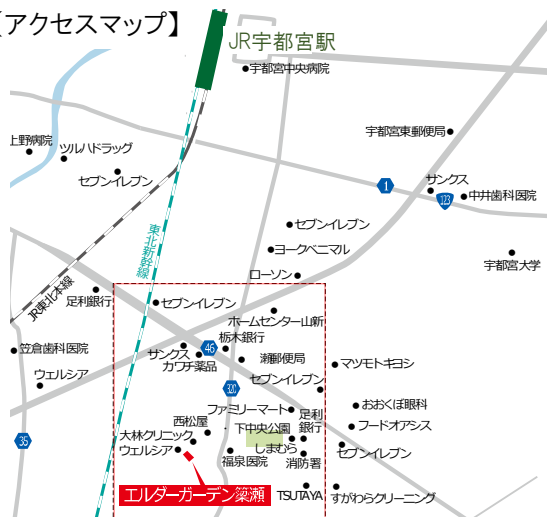 【アクセスマップ】
JR宇都宮駅
宇都宮中央病院
宇都宮東郵便局
上野病院
ツルハドラッグ
セブンイレブン
サンクス
1
123
中井歯科医院
セブンイレブン
東北新幹線
ヨークベニマル
宇都宮大学
ローソン
JR東北本線
足利銀行
セブンイレブン
ホームセンター山新
栃木銀行
46
笠倉歯科医院
サンクス
カワチ薬品
瀬郵便局
マツモトキヨシ
ウェルシア
320
セブンイレブン
ファミリーマート
足利
銀行
おおくぼ眼科
西松屋
下中央公園
フードオアシス
35
大林クリニック
ウェルシア
福泉医院
しまむら
消防署
セブンイレブン
エルダーガーデン簗瀬
TSUTAYA
すがわらクリーニング